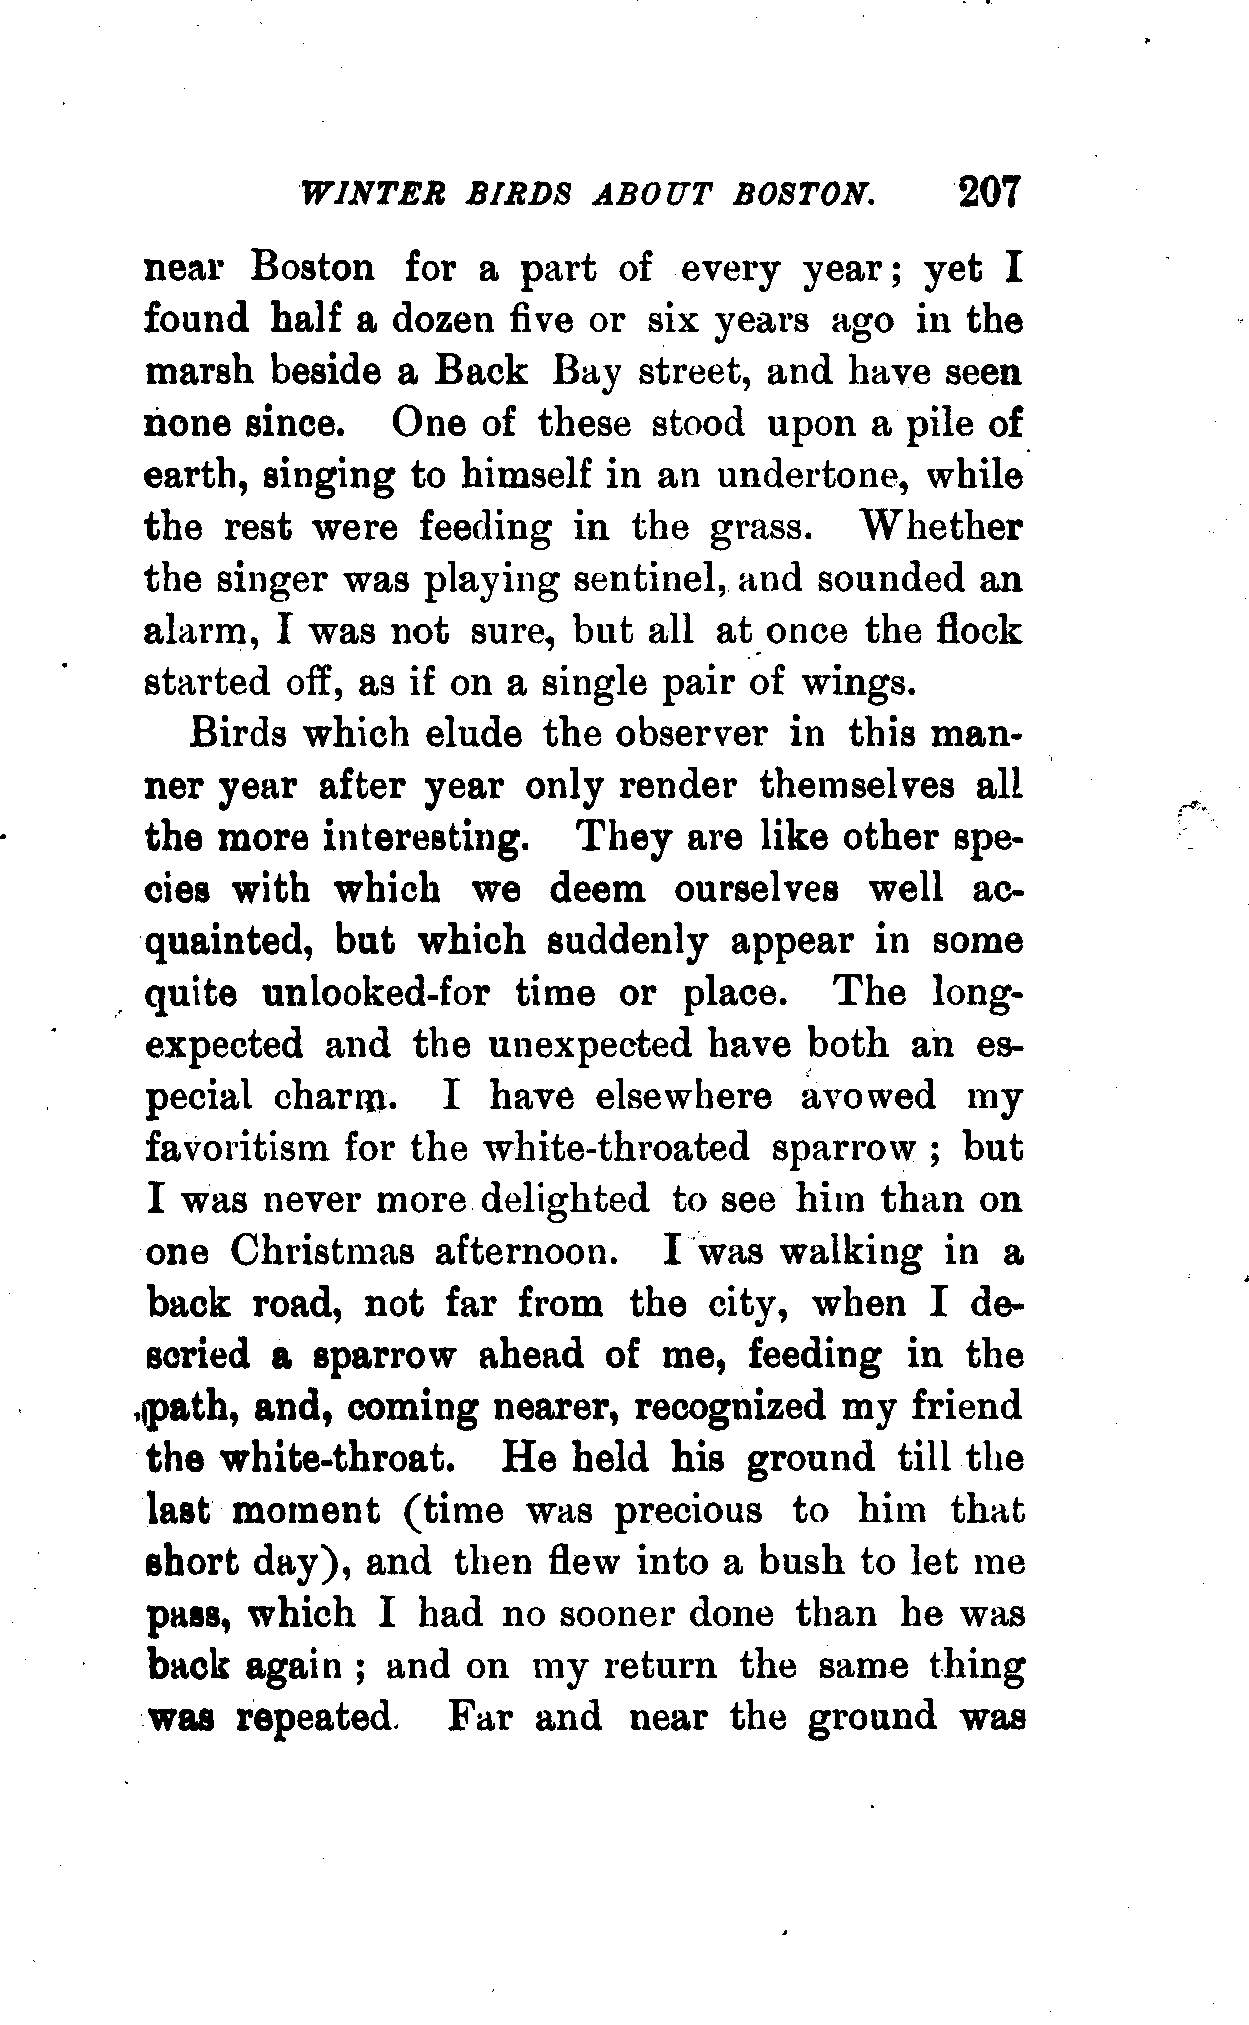 WINTER BIRDS ABOUT BOSTON. 207
near Boston for a part of every year; yet I
found half a dozen five or six years ago in the
marsh beside a Back Bay street, and have seen
none since. One of these stood upon a pile of
earth, singing to himself in an undertone, while
the rest were feeding in the grass. Whether
the singer was playing sentinel, and sounded an
alarm, I was not sure, but all at once the flock
started off, as if on a single pair of wings.
Birds which elude the observer in this man-
ner year after year only render themselves all
the more interesting. They are like other spe-
cies with which we deem ourselves well ac-
quainted, but which suddenly appear in some
quite unlooked-for time or place. The long-
expected and the unexpected have both an es-
pecial charm. I have elsewhere avowed my
favoritism for the white-throated sparrow ; but
I was never more delighted to see him than on
one Christmas afternoon. I was walking in a
back road, not far from the city, when I de-
scried a sparrow ahead of me, feeding in the
path, and, coming nearer, recognized my friend
the white-throat. He held his ground till the
last moment (time was precious to him that
short day), and then flew into a bush to let me
pass, which I had no sooner done than he was
back again ; and on my return the same thing
was repeated. Far and near the ground was